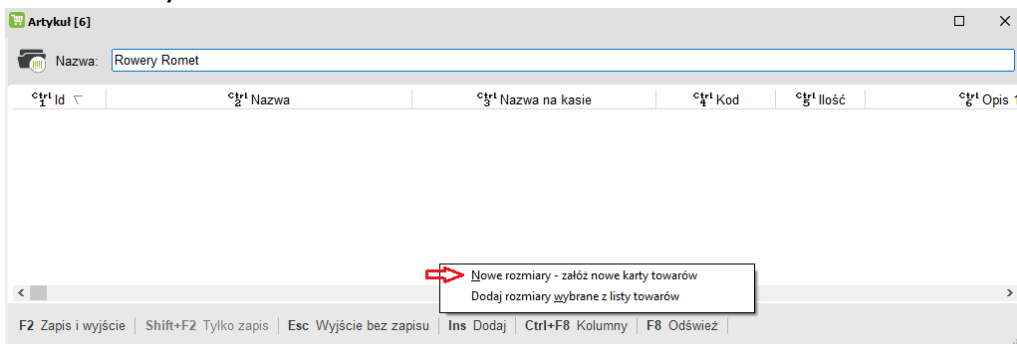 Artykuł [6]
Nazwa: Rowery Romet
Ctrl 1 Id Ctrl 2 Nazwa Ctrl 3 Nazwa na kasie Ctrl 4 Kod Ctrl 5 Ilość Ctrl 6 Opis
Nowe rozmiary - załóż nowe karty towarów
Dodaj rozmiary wybrane z listy towarów
F2 Zapis i wyjście Shift+F2 Tylko zapis Esc Wyjście bez zapisu Ins Dodaj Ctrl+F8 Kolumny F8 Odśwież